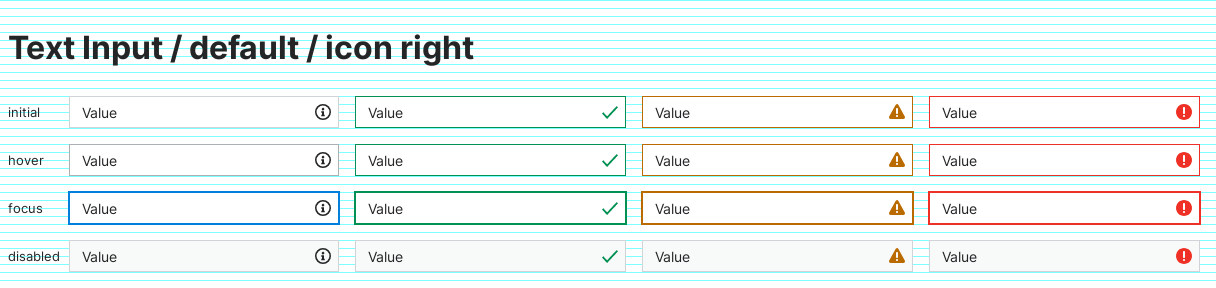 Text Input / default / icon right
initial Value Value Value Value
hover Value Value Value Value
focus Value Value Value Value
disabled Value Value Value Value